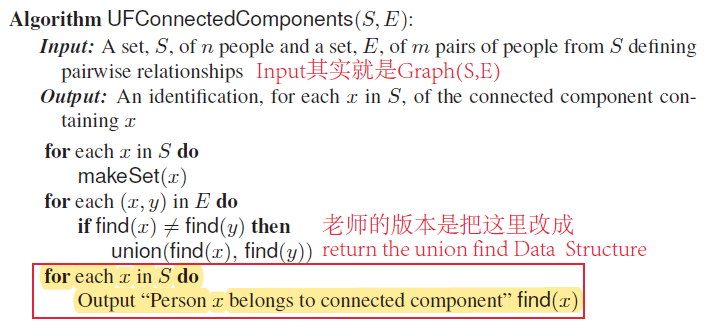 Algorithm UFConnectedComponents(S, E):
Input: A set, S, of n people and a set, E, of m pairs of people from S defining
pairwise relationships Input其实就是Graph(S,E)
Output: An identification, for each x in S, of the connected component con-
taining x
for each x in S do
makeSet(x)
for each (x, y) in E do
if find(x) ≠ find(y) then 老师的版本是把这里改成
union(find(x), find(y)) return the union find Data Structure
for each x in S do
Output “Person x belongs to connected component” find(x)